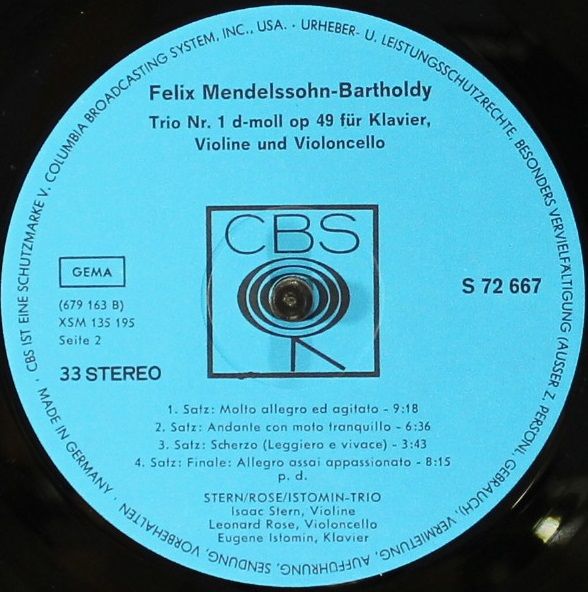 CBS IST EINE SCHUTZMARKE V. COLUMBIA BROADCASTING SYSTEM, INC., USA. · URHEBER- U. LEISTUNGSSCHUTZRECHTE, BESONDERS VERVIELFÄLTIGUNG (AUSSER Z. PERSÖNL. GEBRAUCH), VERMIETUNG, AUFFÜHRUNG, SENDUNG, VORBEHALTEN · MADE IN GERMANY ·
Felix Mendelssohn-Bartholdy
Trio Nr. 1 d-moll op 49 für Klavier,
Violine und Violoncello
CBS
GEMA
S 72 667
(679 163 B)
XSM 135 195
Seite 2
33 STEREO
1. Satz: Molto allegro ed agitato - 9:18
2. Satz: Andante con moto tranquillo - 6:36
3. Satz: Scherzo (Leggiero e vivace) - 3:43
4. Satz: Finale: Allegro assai appassionato - 8:15
p. d.
STERN/ROSE/ISTOMIN-TRIO
Isaac Stern, Violine
Leonard Rose, Violoncello
Eugene Istomin, Klavier